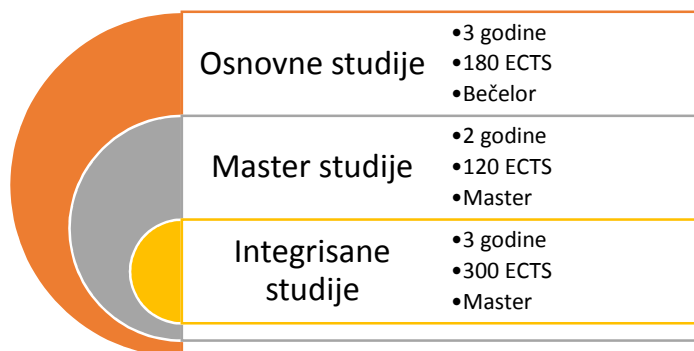 Osnovne studije
•3 godine
•180 ECTS
•Bečelor
Master studije
•2 godine
•120 ECTS
•Master
Integrisane
studije
•3 godine
•300 ECTS
•Master